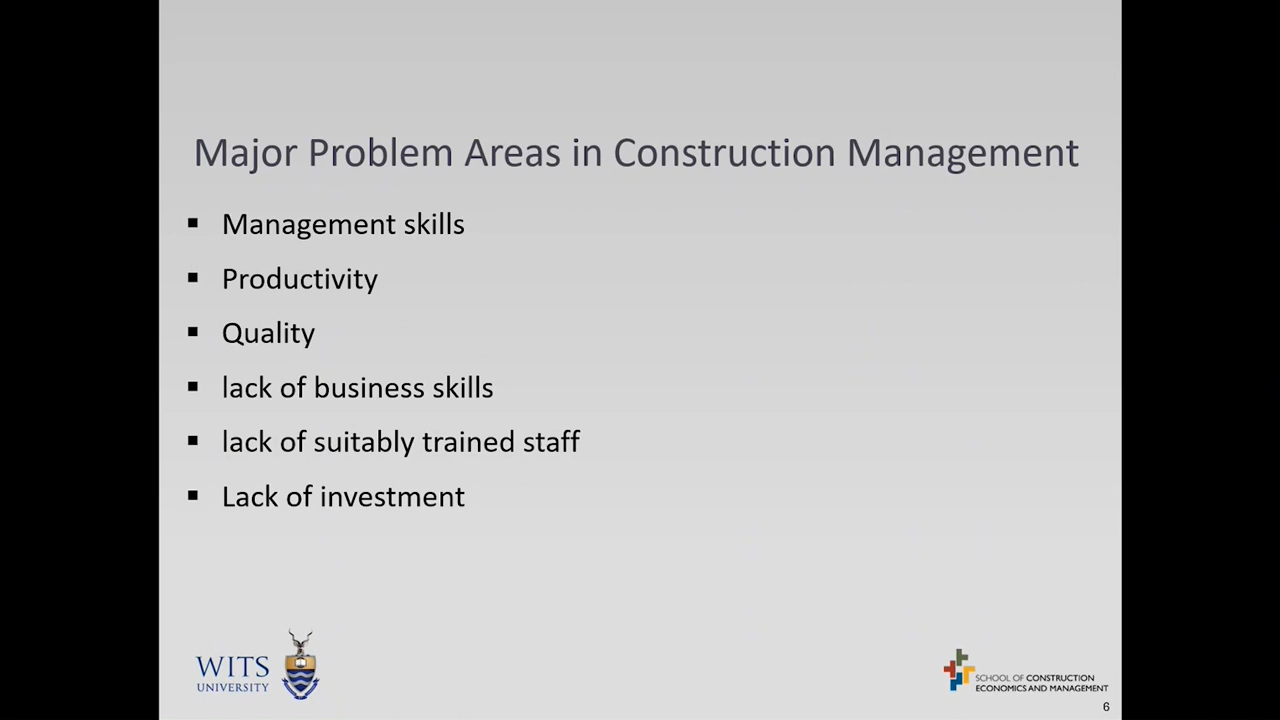 Major Problem Areas in Construction Management
▪ Management skills
▪ Productivity
▪ Quality
▪ lack of business skills
▪ lack of suitably trained staff
▪ Lack of investment
WITS
UNIVERSITY
SCHOOL OF CONSTRUCTION
ECONOMICS AND MANAGEMENT
6